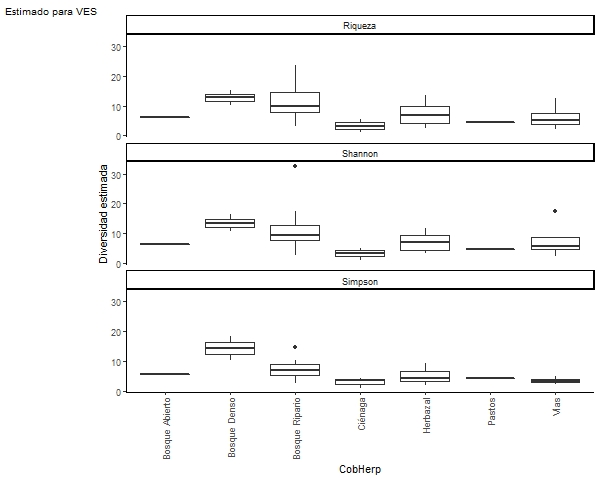 Estimado para VES
Riqueza
30
20
10
0
Shannon
30
20
10
0
Simpson
30
20
10
0
Diversidad estimada
Bosque Abierto
Bosque Denso
Bosque Ripario
Ciénaga
Herbazal
Pastos
Vías
CobHerp